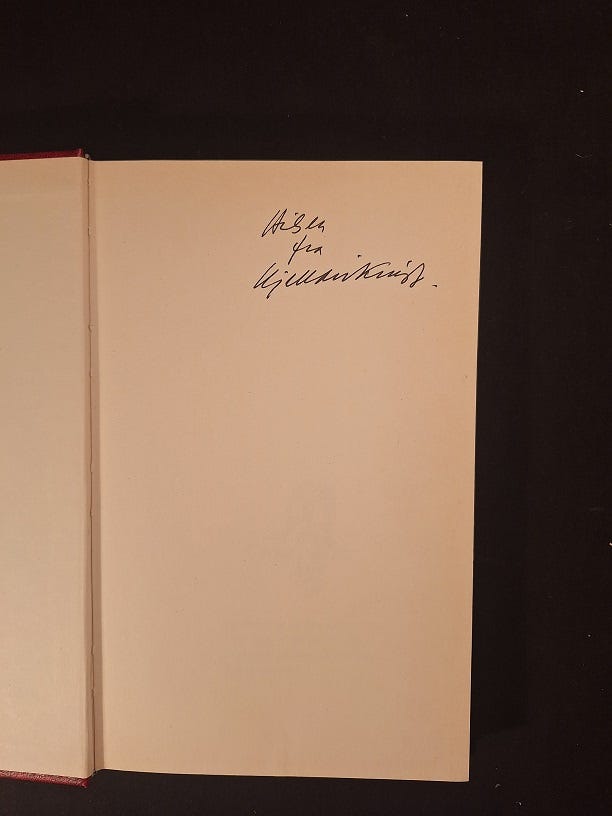 Hilsen
fra
Kjell Aukrust.